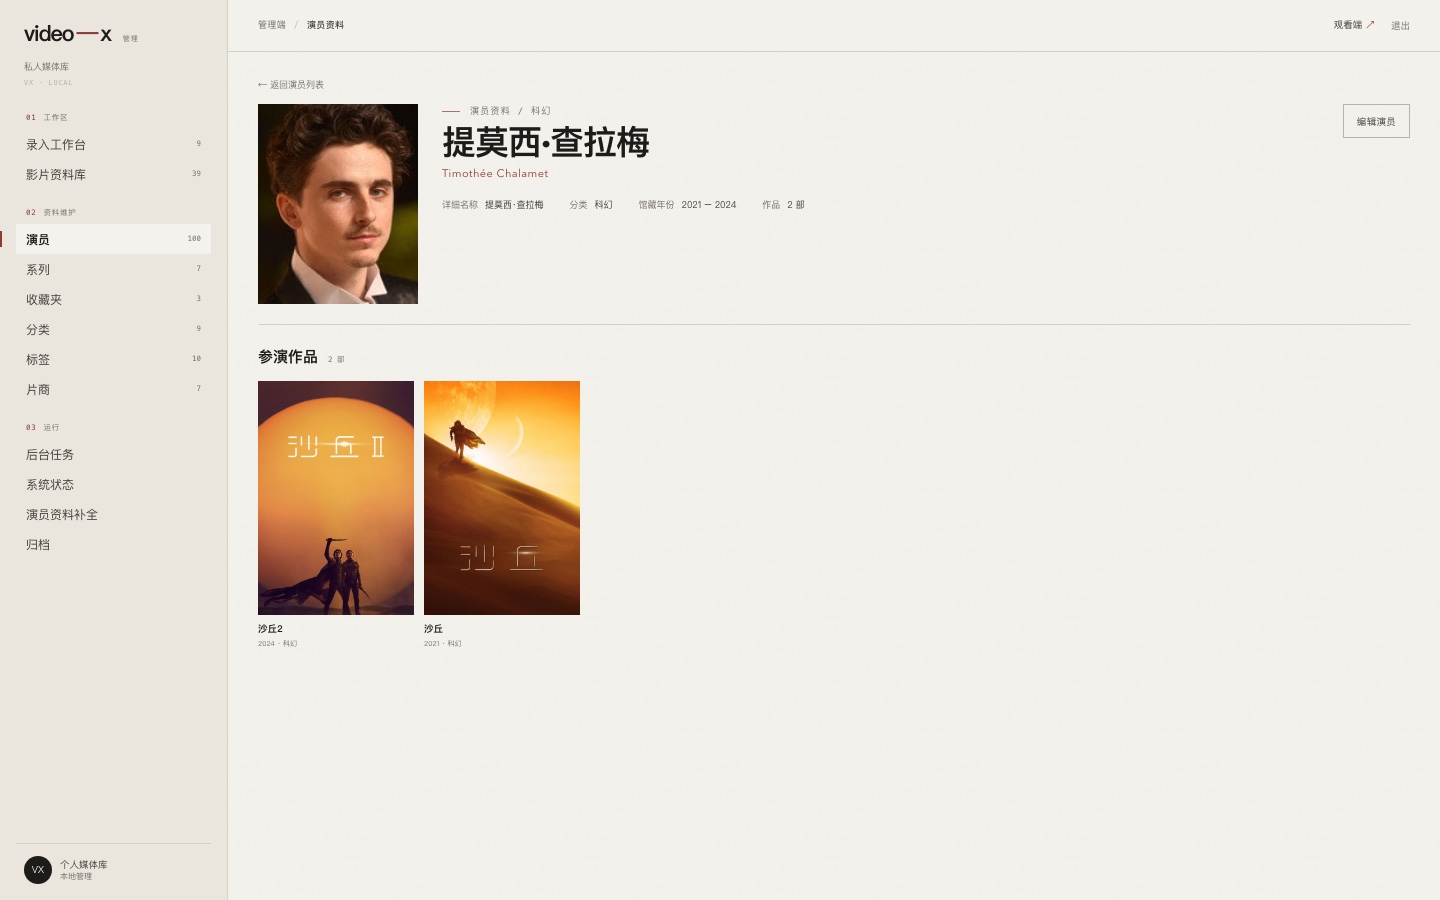 video—x 管理
私人媒体库
VX · LOCAL
01 工作区
录入工作台 9
影片资料库 39
02 资料维护
演员 100
系列 7
收藏夹 3
分类 9
标签 10
片商 7
03 运行
后台任务
系统状态
演员资料补全
归档
VX
个人媒体库
本地管理
管理端 / 演员资料
观看端 ↗ 退出
← 返回演员列表
演员资料 / 科幻
提莫西·查拉梅
Timothée Chalamet
详细名称 提莫西·查拉梅 分类 科幻 馆藏年份 2021 — 2024 作品 2 部
编辑演员
参演作品 2 部
沙丘II
沙丘
沙丘2
2024 · 科幻
沙丘
2021 · 科幻